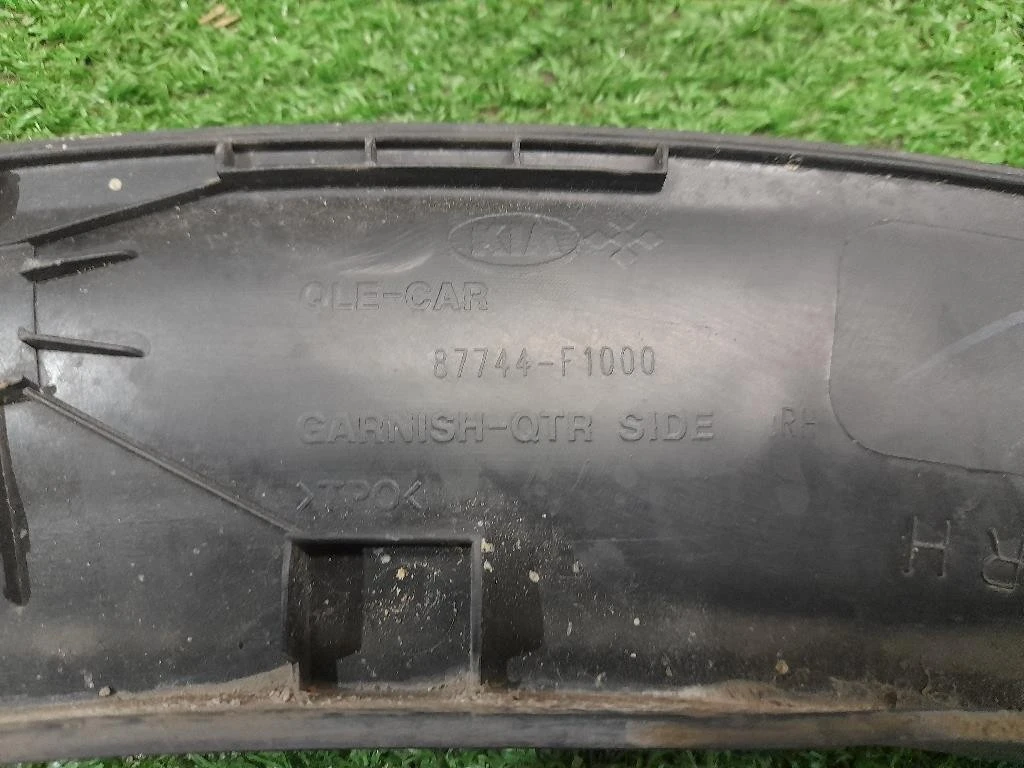 KIA
QLE-CAR
87744-F1000
GARNISH-QTR SIDE RH
>TPO<
RH